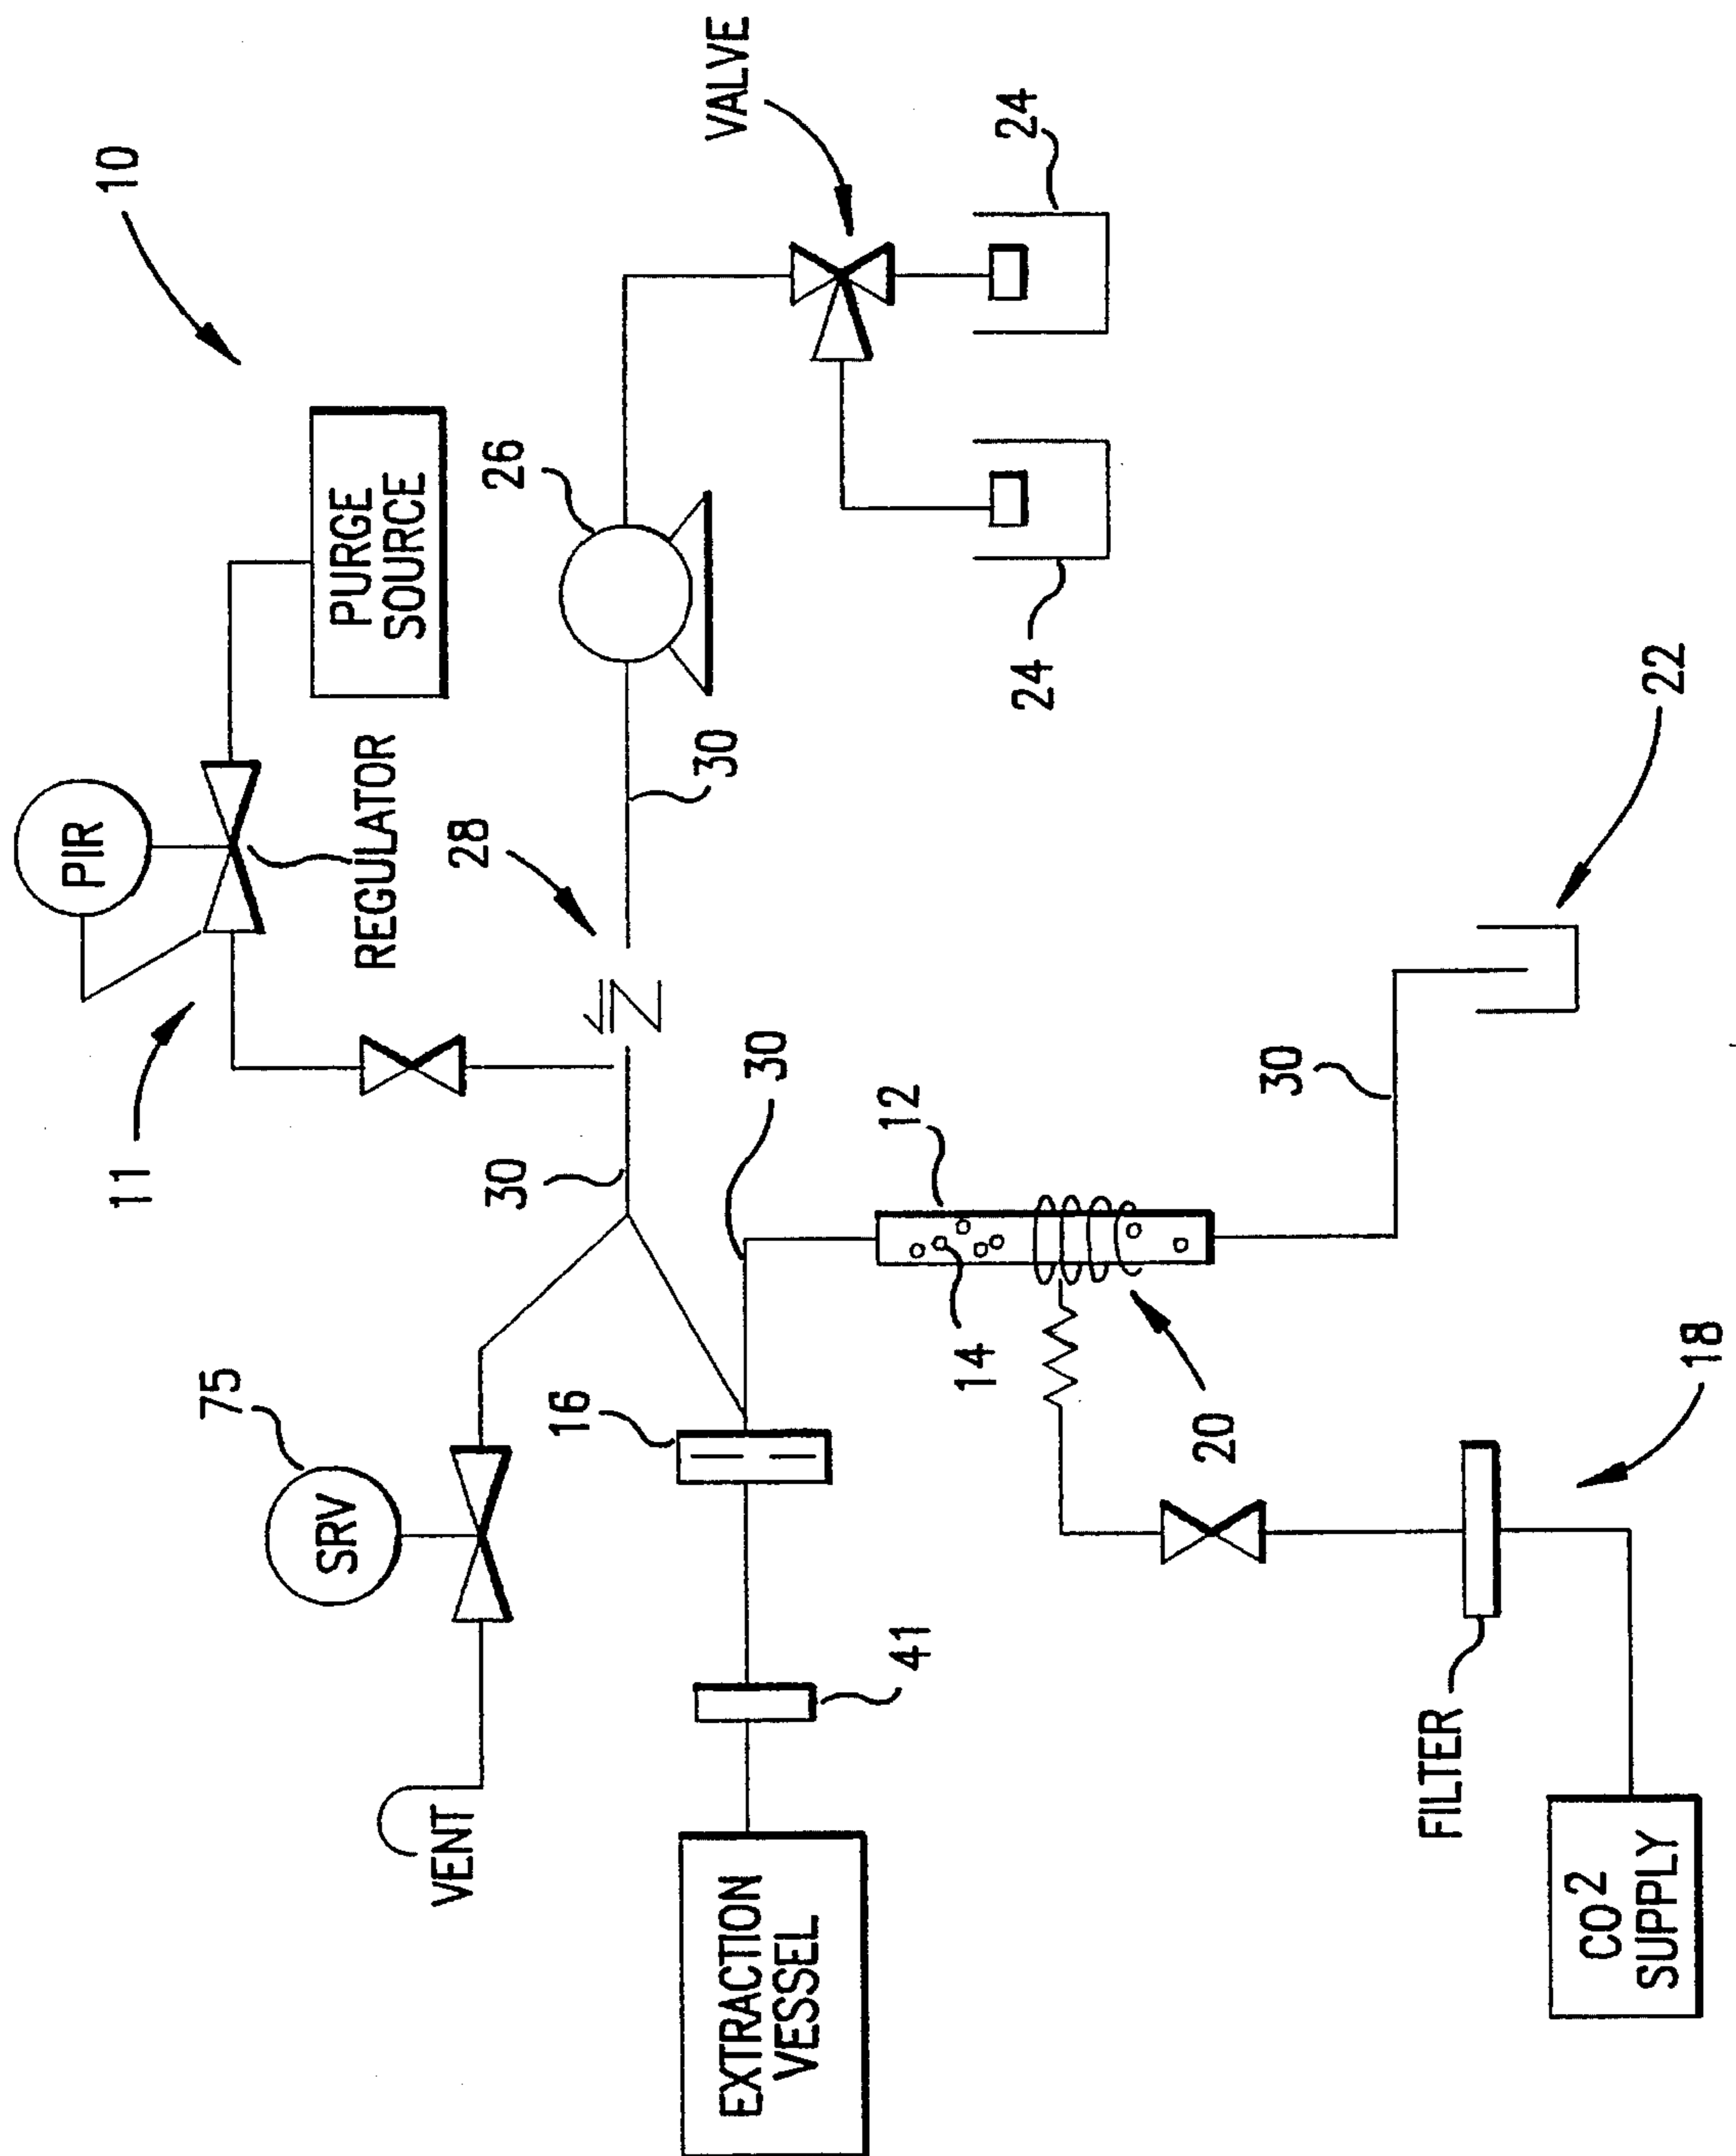 10
PIR
REGULATOR
PURGE
SOURCE
11
28
26
30
VALVE
24
24
75
SRV
VENT
30
30
16
12
14
41
EXTRACTION
VESSEL
20
30
22
18
FILTER
CO²
SUPPLY